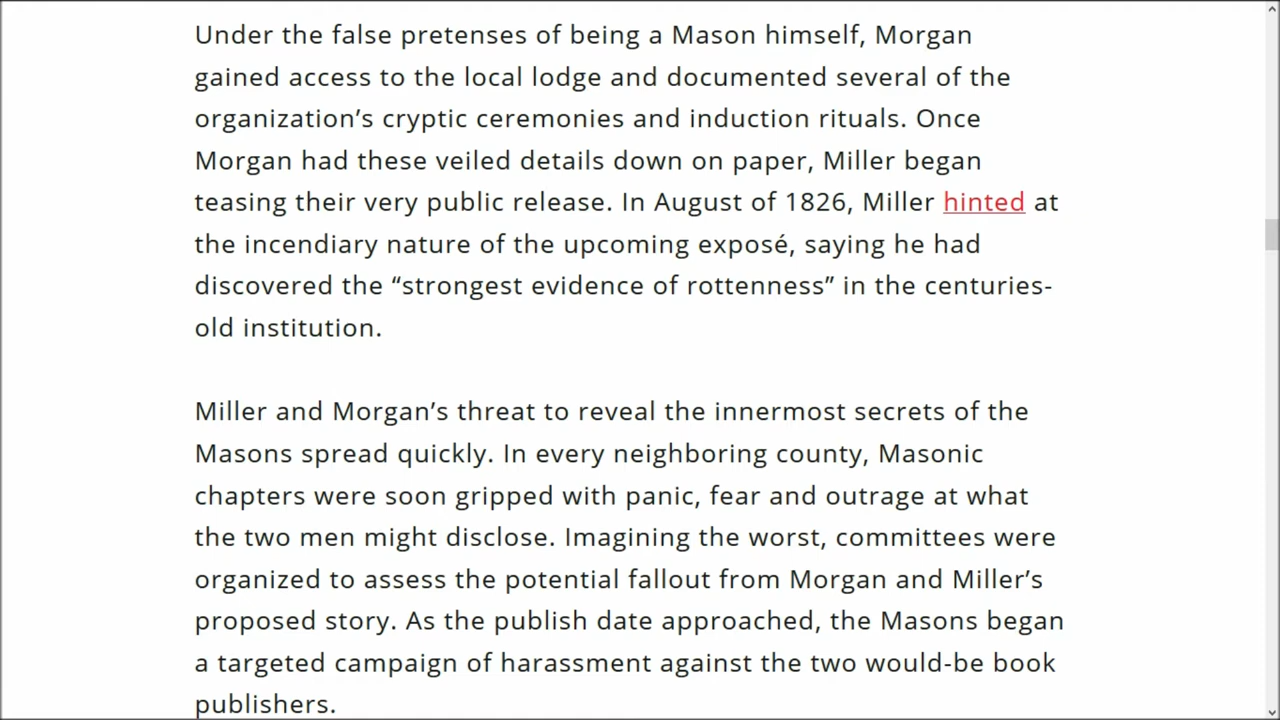 Under the false pretenses of being a Mason himself, Morgan
gained access to the local lodge and documented several of the
organization’s cryptic ceremonies and induction rituals. Once
Morgan had these veiled details down on paper, Miller began
teasing their very public release. In August of 1826, Miller hinted at
the incendiary nature of the upcoming exposé, saying he had
discovered the “strongest evidence of rottenness” in the centuries-
old institution.
Miller and Morgan’s threat to reveal the innermost secrets of the
Masons spread quickly. In every neighboring county, Masonic
chapters were soon gripped with panic, fear and outrage at what
the two men might disclose. Imagining the worst, committees were
organized to assess the potential fallout from Morgan and Miller’s
proposed story. As the publish date approached, the Masons began
a targeted campaign of harassment against the two would-be book
publishers.